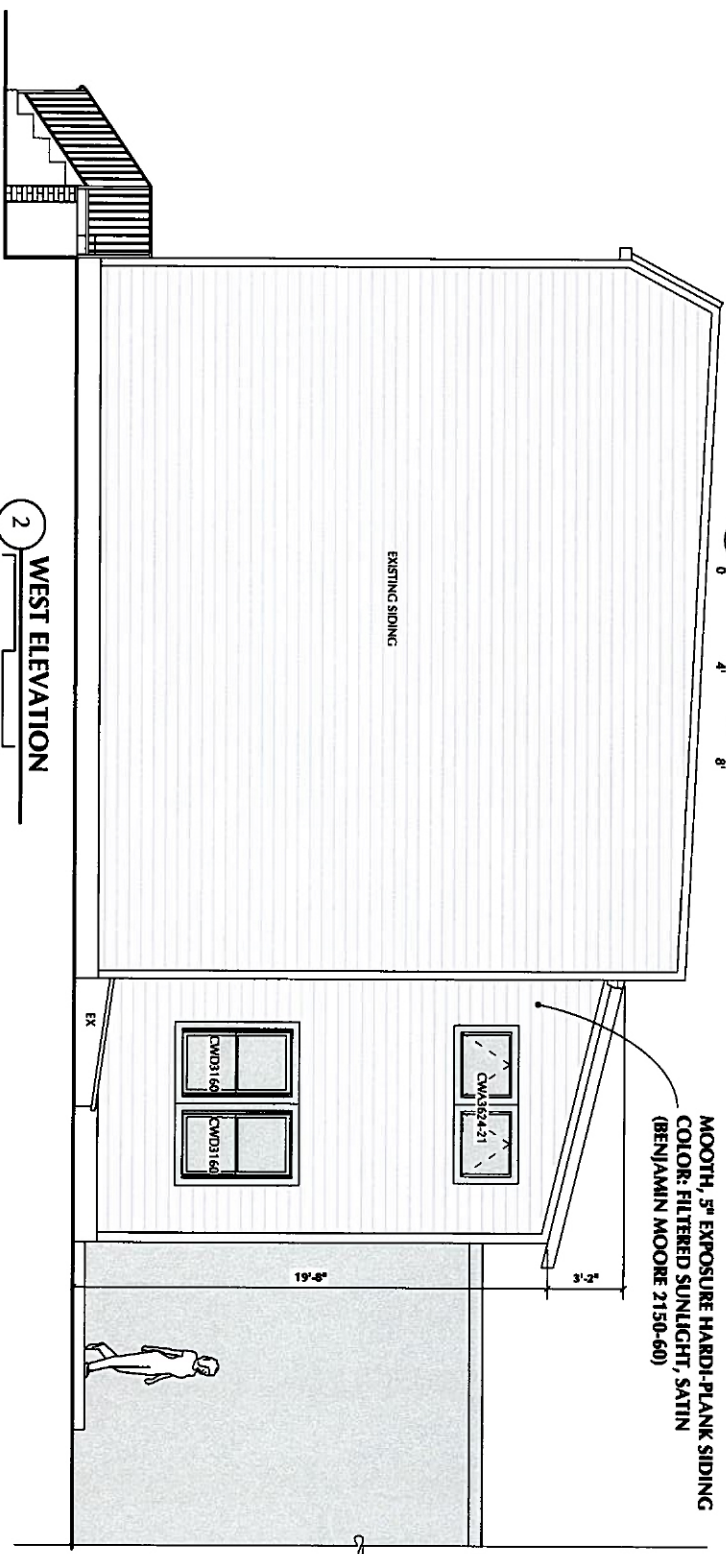 MOOTH, 5" EXPOSURE HARDI-PLANK SIDING
COLOR: FILTERED SUNLIGHT, SATIN
(BENJAMIN MOORE 2150-60)
0
4'
8'
3'-2"
CWA3624-21
EXISTING SIDING
19'-8"
CWD3160
CWD3160
EX
2
WEST ELEVATION